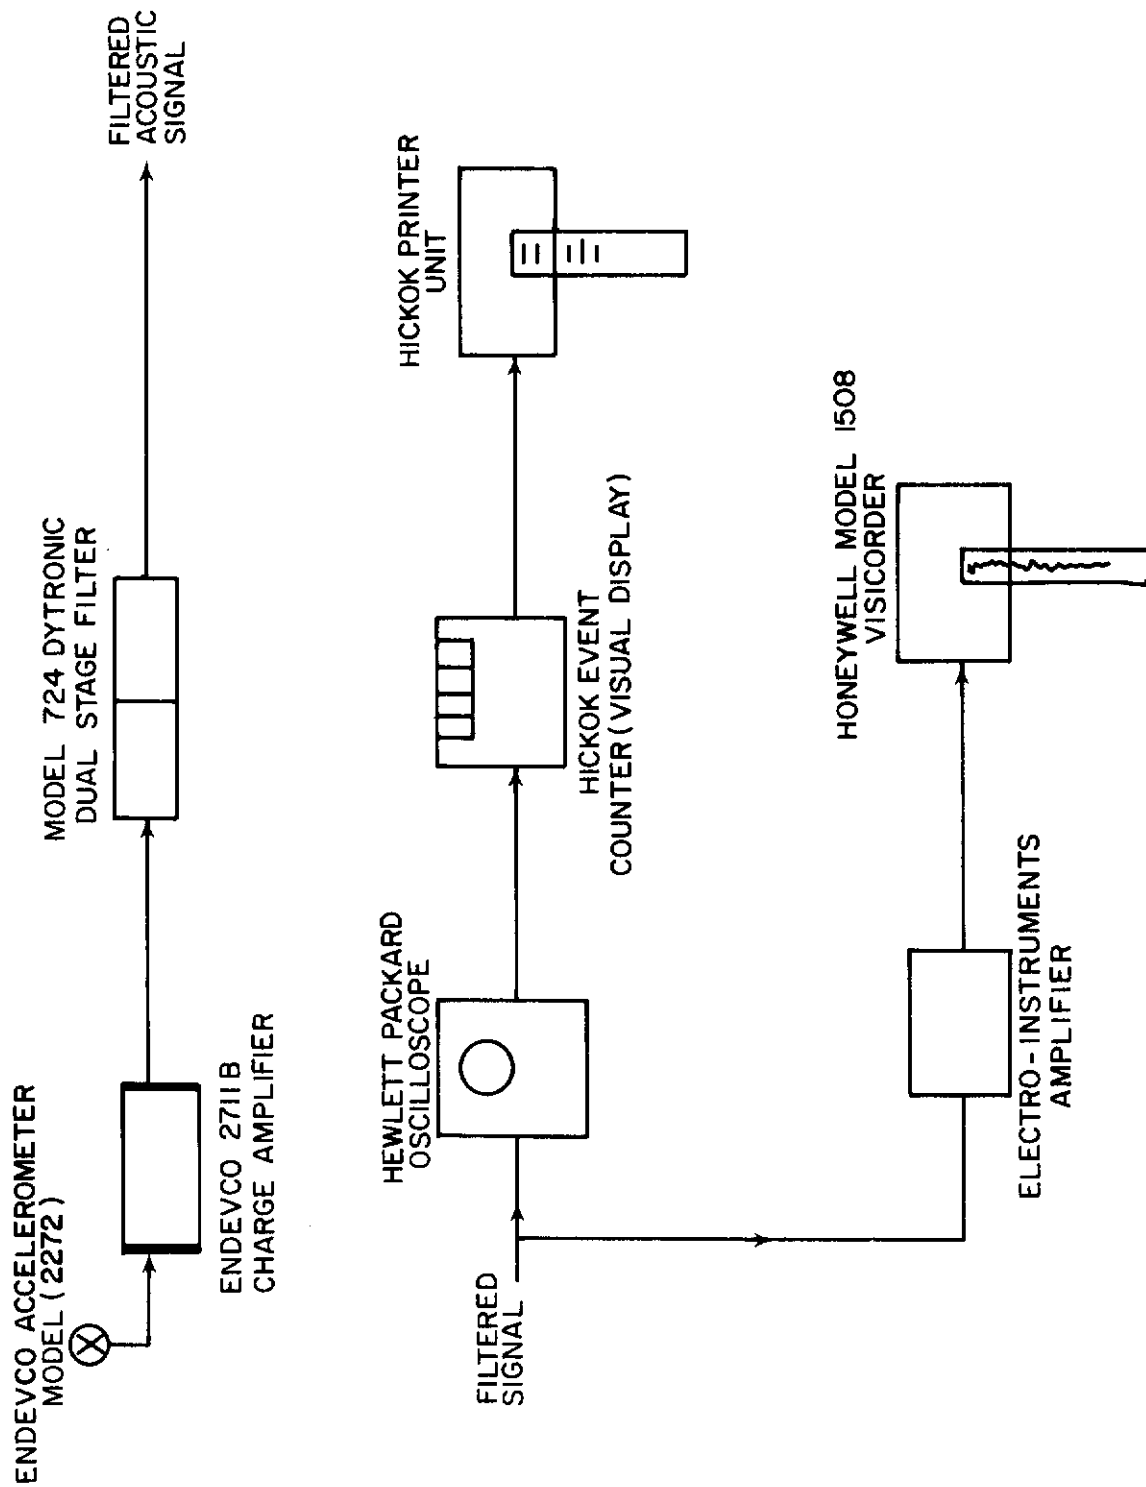 ENDEVCO ACCELEROMETER
MODEL (2272)
ENDEVCO 2711B
CHARGE AMPLIFIER
MODEL 724 DYTRONIC
DUAL STAGE FILTER
FILTERED
ACOUSTIC
SIGNAL
FILTERED
SIGNAL
HEWLETT PACKARD
OSCILLOSCOPE
HICKOK EVENT
COUNTER (VISUAL DISPLAY)
HICKOK PRINTER
UNIT
ELECTRO-INSTRUMENTS
AMPLIFIER
HONEYWELL MODEL 1508
VISICORDER